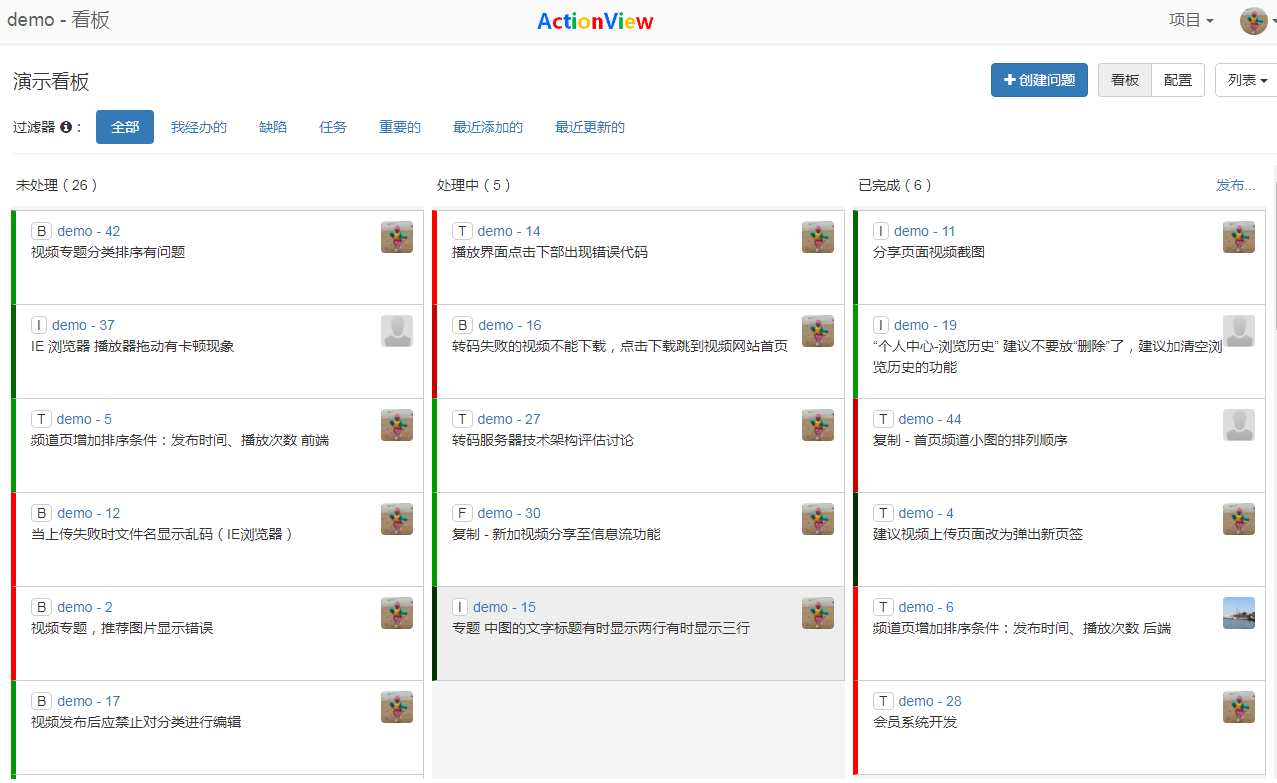 demo - 看板
ActionView
项目
演示看板
创建问题
看板
配置
列表
过滤器 ：
全部
我经办的
缺陷
任务
重要的
最近添加的
最近更新的
未处理（26）
处理中（5）
已完成（6）
发布...
B demo - 42
视频专题分类排序有问题
I demo - 37
IE 浏览器 播放器拖动有卡顿现象
T demo - 5
频道页增加排序条件：发布时间、播放次数 前端
B demo - 12
当上传失败时文件名显示乱码（IE浏览器）
B demo - 2
视频专题，推荐图片显示错误
B demo - 17
视频发布后应禁止对分类进行编辑
T demo - 14
播放界面点击下部出现错误代码
B demo - 16
转码失败的视频不能下载，点击下载跳到视频网站首页
T demo - 27
转码服务器技术架构评估讨论
F demo - 30
复制 - 新加视频分享至信息流功能
I demo - 15
专题 中图的文字标题有时显示两行有时显示三行
I demo - 11
分享页面视频截图
I demo - 19
“个人中心-浏览历史” 建议不要放“删除”了，建议加清空浏
览历史的功能
T demo - 44
复制 - 首页频道小图的排列顺序
T demo - 4
建议视频上传页面改为弹出新页签
T demo - 6
频道页增加排序条件：发布时间、播放次数 后端
T demo - 28
会员系统开发